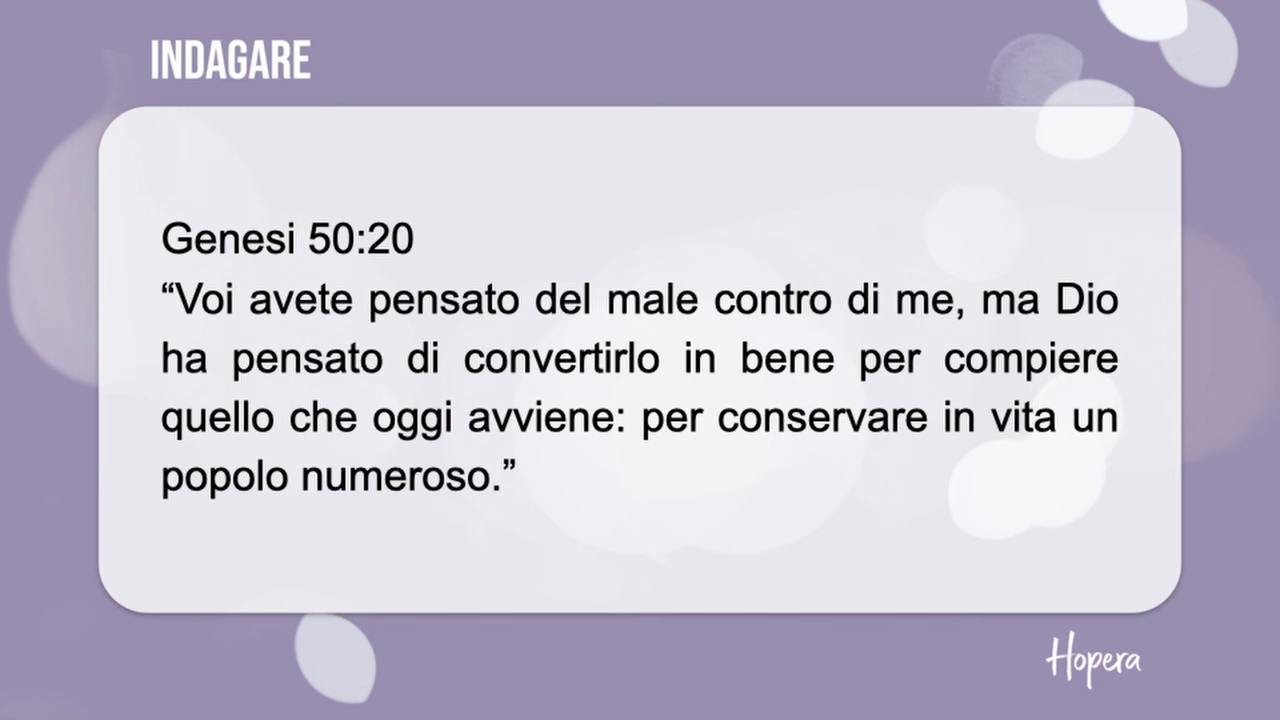 INDAGARE
Genesi 50:20
“Voi avete pensato del male contro di me, ma Dio
ha pensato di convertirlo in bene per compiere
quello che oggi avviene: per conservare in vita un
popolo numeroso.”
Hopera